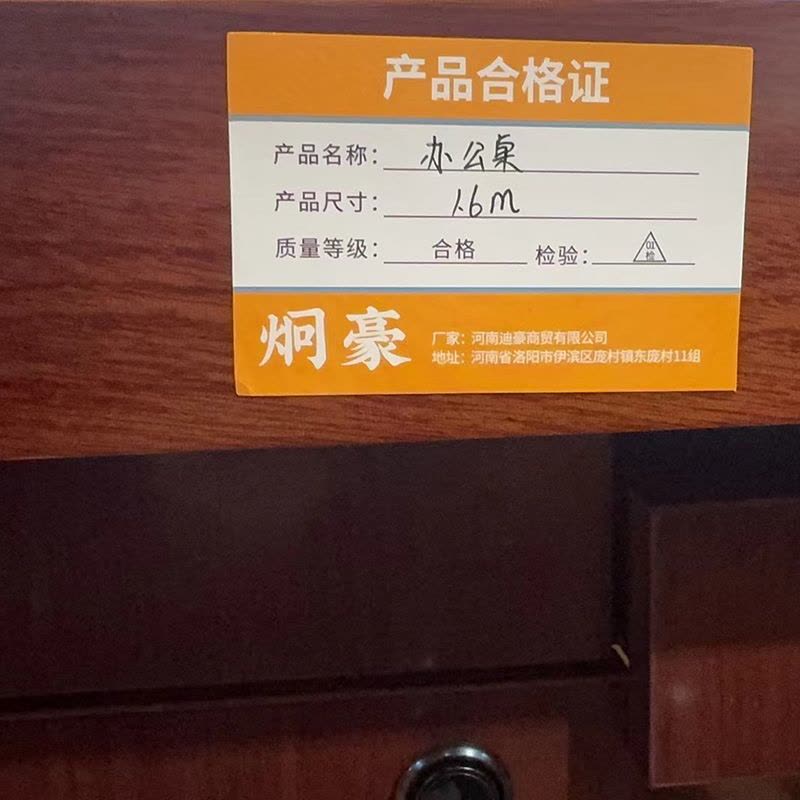 产品合格证
产品名称： 办公桌
产品尺寸： 1.6m
质量等级： 合格 检验： 01 检
炯豪
厂家：河南迪豪商贸有限公司
地址：河南省洛阳市伊滨区庞村镇东庞村11组